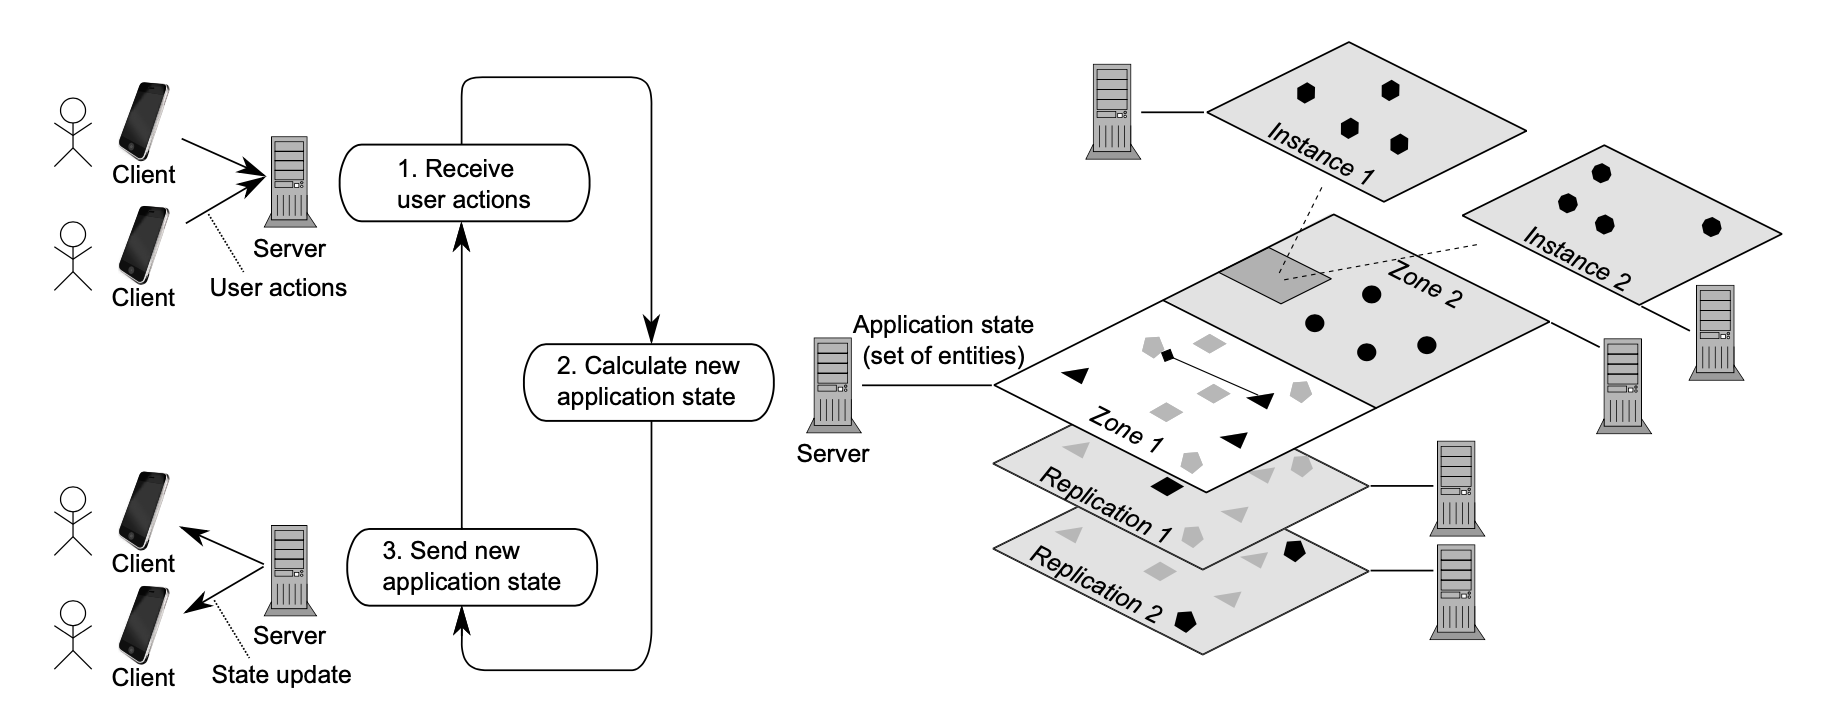 Client
Client
Server
User actions
1. Receive
user actions
2. Calculate new
application state
3. Send new
application state
Client
Client
Server
State update
Server
Application state
(set of entities)
Instance 1
Instance 2
Zone 2
Zone 1
Replication 1
Replication 2